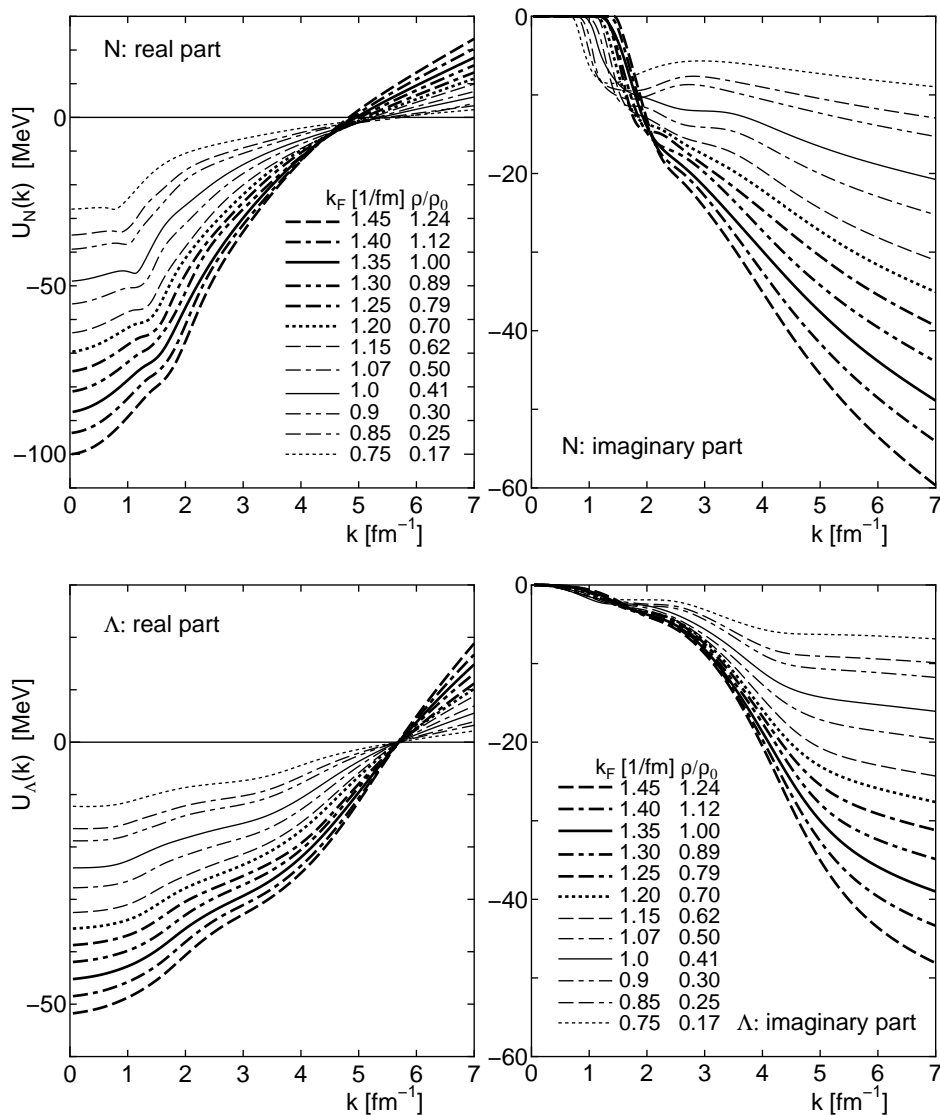 N: real part
0
−50
−100
U_N(k) [MeV]
k_F [1/fm] ρ/ρ_0
1.45 1.24
1.40 1.12
1.35 1.00
1.30 0.89
1.25 0.79
1.20 0.70
1.15 0.62
1.07 0.50
1.0 0.41
0.9 0.30
0.85 0.25
0.75 0.17
0 1 2 3 4 5 6 7
k [fm⁻¹]
0
−20
−40
−60
N: imaginary part
0 1 2 3 4 5 6 7
k [fm⁻¹]
Λ: real part
0
−50
U_Λ(k) [MeV]
0 1 2 3 4 5 6 7
k [fm⁻¹]
0
−20
−40
−60
k_F [1/fm] ρ/ρ_0
1.45 1.24
1.40 1.12
1.35 1.00
1.30 0.89
1.25 0.79
1.20 0.70
1.15 0.62
1.07 0.50
1.0 0.41
0.9 0.30
0.85 0.25
0.75 0.17
Λ: imaginary part
0 1 2 3 4 5 6 7
k [fm⁻¹]